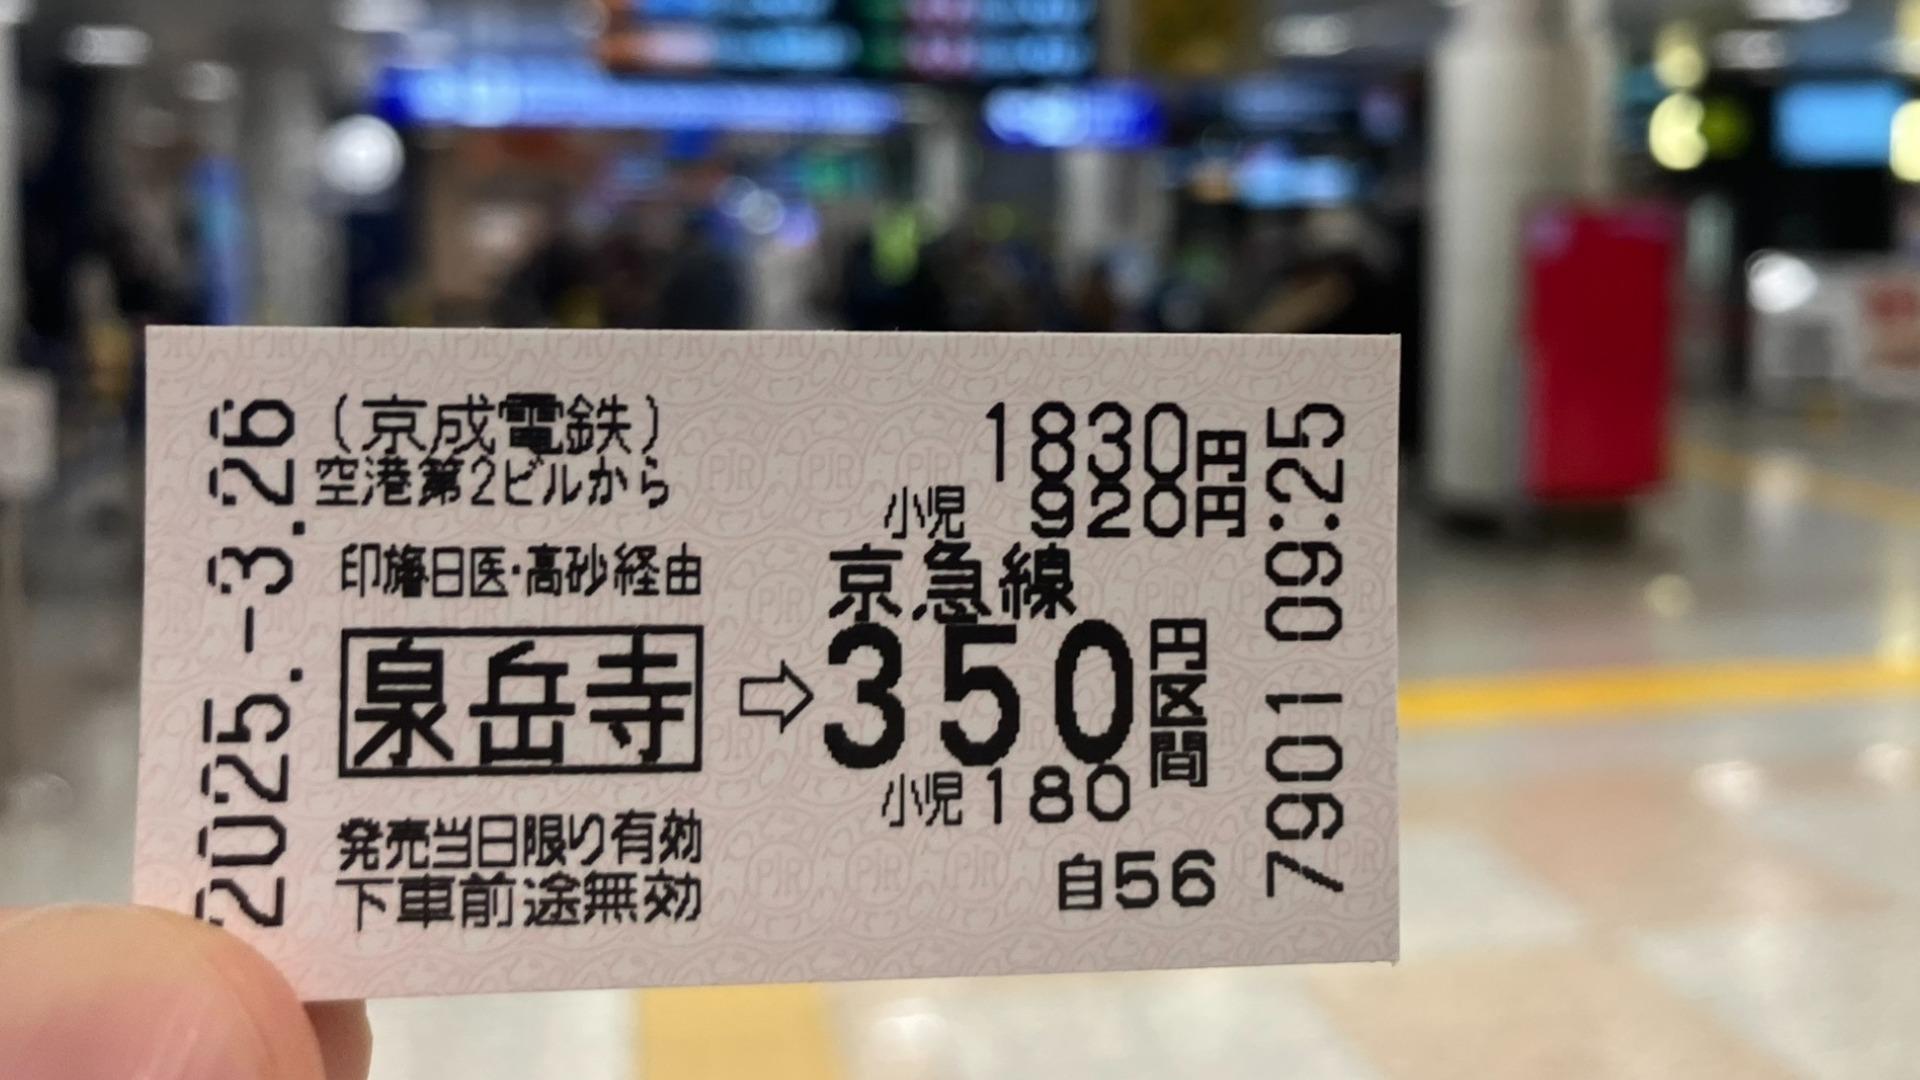 2025.-3.26
(京成電鉄)
空港第2ビルから
印旛日医・高砂経由
泉岳寺⇨
発売当日限り有効
下車前途無効
1830円
小児 920円
京急線
350円区間
小児180
自56
7901 09:25